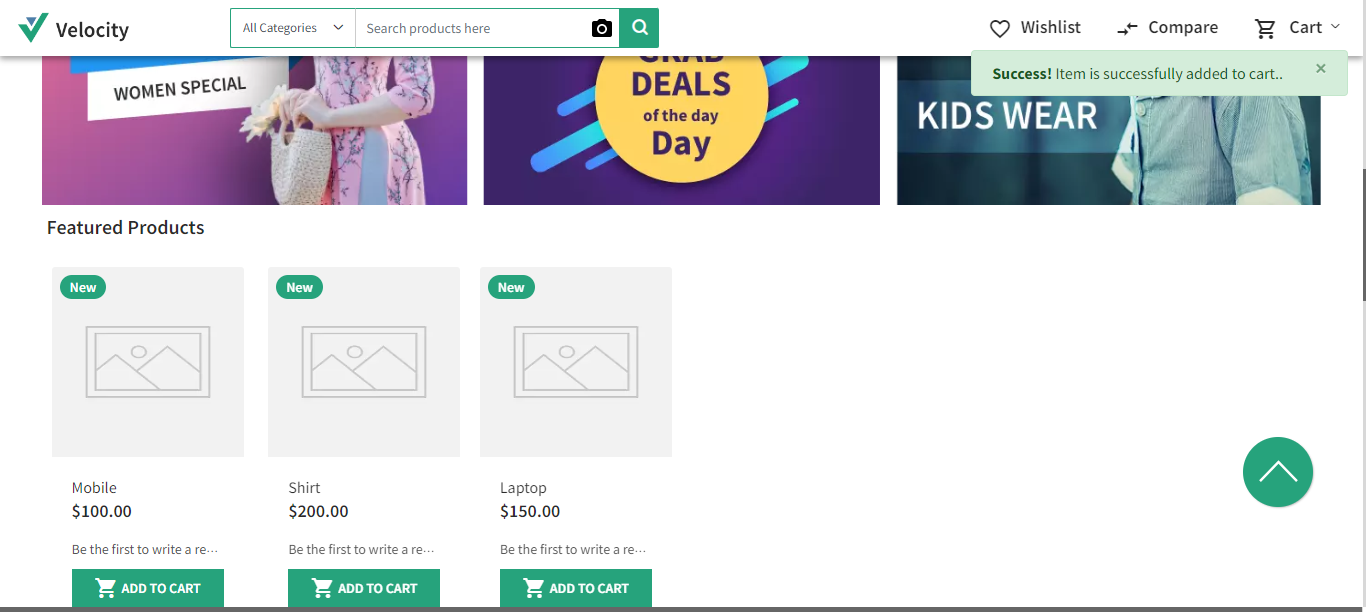 Velocity
All Categories
Search products here
Wishlist
Compare
Cart
Success! Item is successfully added to cart..
×
WOMEN SPECIAL
GRAB
DEALS
of the day
Day
KIDS WEAR
Featured Products
New
New
New
Mobile
$100.00
Be the first to write a re...
ADD TO CART
Shirt
$200.00
Be the first to write a re...
ADD TO CART
Laptop
$150.00
Be the first to write a re...
ADD TO CART